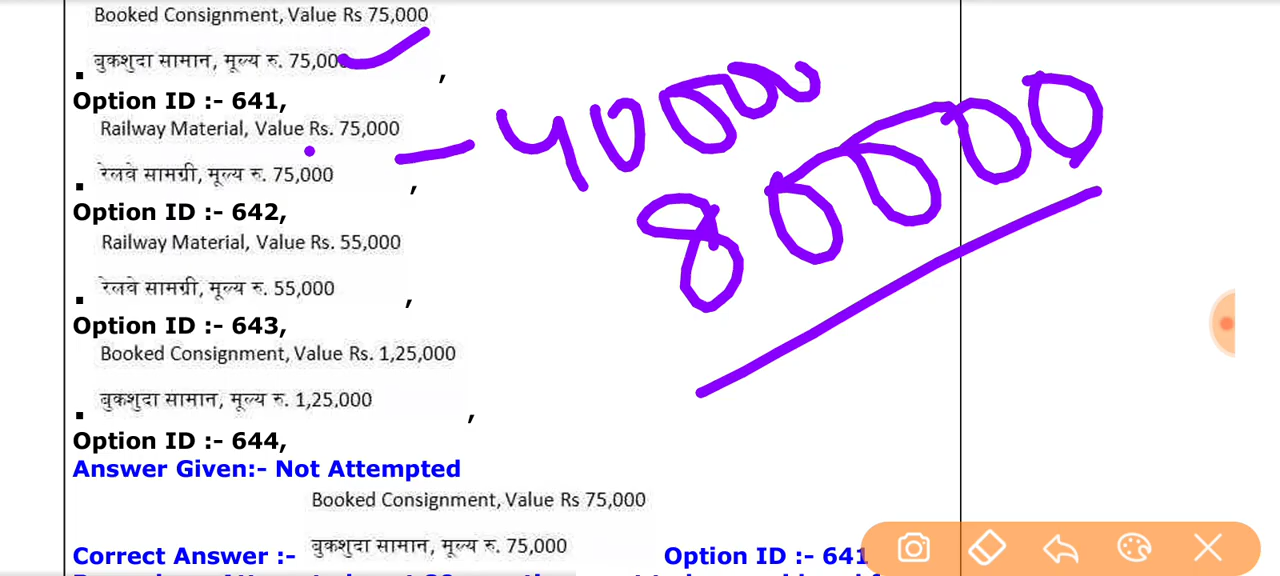 Booked Consignment, Value Rs 75,000
बुकशुदा सामान, मूल्य रु. 75,000
,
Option ID :- 641,
Railway Material, Value Rs. 75,000
- 40000
रेलवे सामग्री, मूल्य रु. 75,000
,
80000
Option ID :- 642,
Railway Material, Value Rs. 55,000
रेलवे सामग्री, मूल्य रु. 55,000
,
Option ID :- 643,
Booked Consignment, Value Rs. 1,25,000
बुकशुदा सामान, मूल्य रु. 1,25,000
,
Option ID :- 644,
Answer Given:- Not Attempted
Booked Consignment, Value Rs 75,000
Correct Answer :- बुकशुदा सामान, मूल्य रु. 75,000 Option ID :- 641